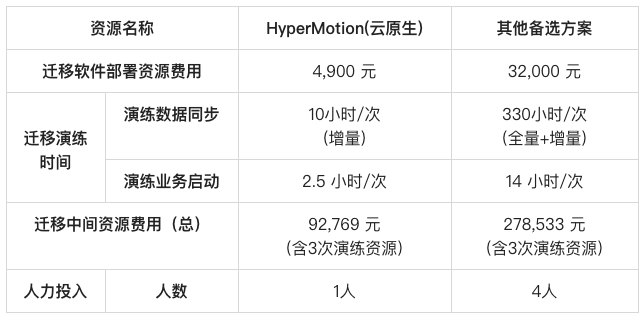 资源名称
HyperMotion(云原生)
其他备选方案
迁移软件部署资源费用
4,900 元
32,000 元
迁移演练
时间
演练数据同步
10小时/次
(增量)
330小时/次
(全量+增量)
演练业务启动
2.5 小时/次
14 小时/次
迁移中间资源费用（总）
92,769 元
(含3次演练资源)
278,533 元
(含3次演练资源)
人力投入
人数
1人
4人